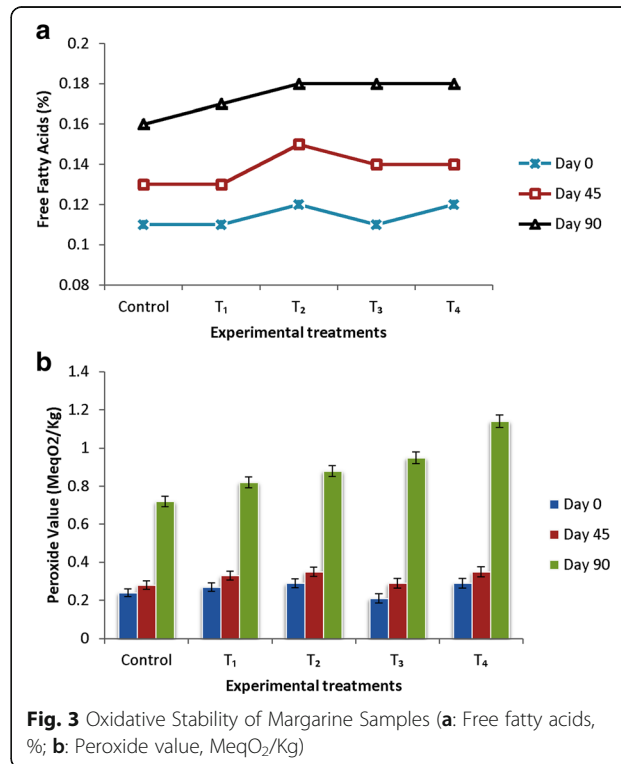 a
Free Fatty Acids (%)
0.2
0.18
0.16
0.14
0.12
0.1
0.08
Control T₁ T₂ T₃ T₄
Experimental treatments
Day 0
Day 45
Day 90
b
Peroxide Value (MeqO2/Kg)
1.4
1.2
1
0.8
0.6
0.4
0.2
0
Control T₁ T₂ T₃ T₄
Experimental treatments
Day 0
Day 45
Day 90
Fig. 3 Oxidative Stability of Margarine Samples (a: Free fatty acids,
%; b: Peroxide value, MeqO₂/Kg)